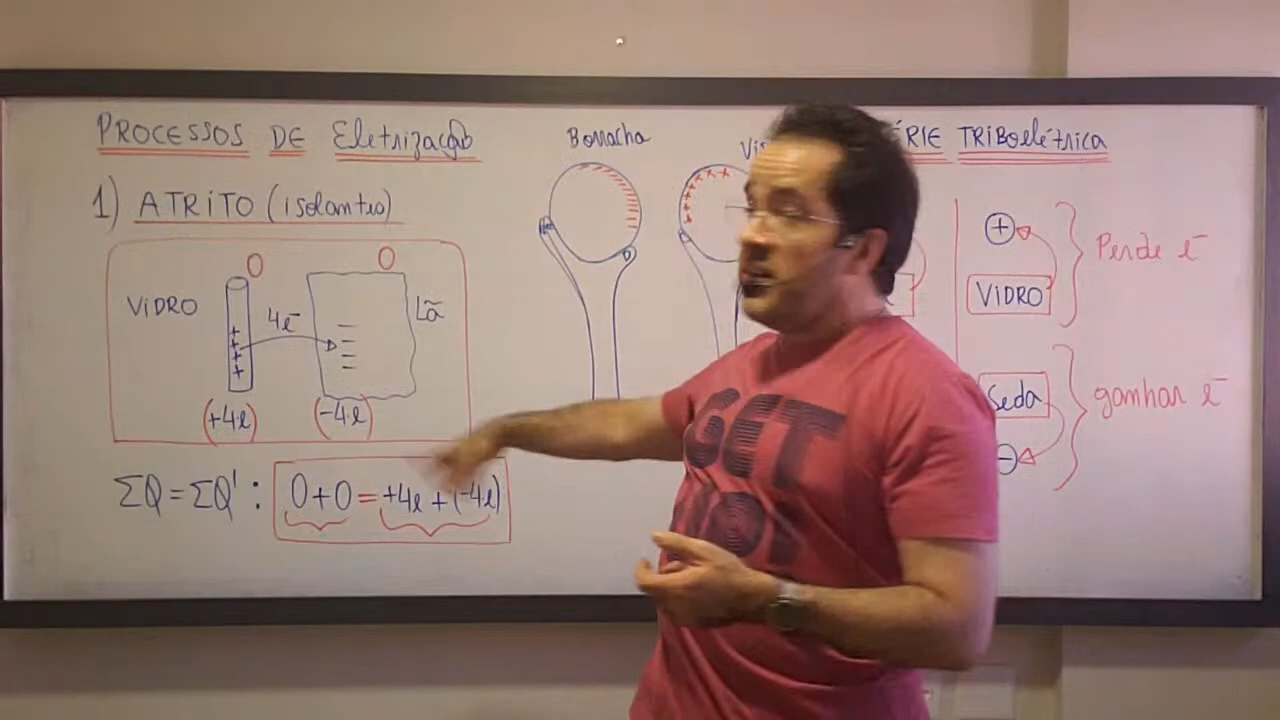 PROCESSOS DE Eletrização
1) ATRITO (isolantes)
0 0
VIDRO
4e⁻
Lã
++++
(+4e) (-4e)
ΣQ = ΣQ' : 0+0 = +4e + (-4e)
Borracha
TRIBOelétrica
+
VIDRO
Perde e⁻
Seda
ganhar e⁻
−
GET